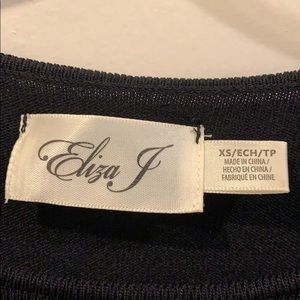 Eliza J
XS/ECH/TP
MADE IN CHINA/
HECHO EN CHINA/
FABRIQUÉ EN CHINE